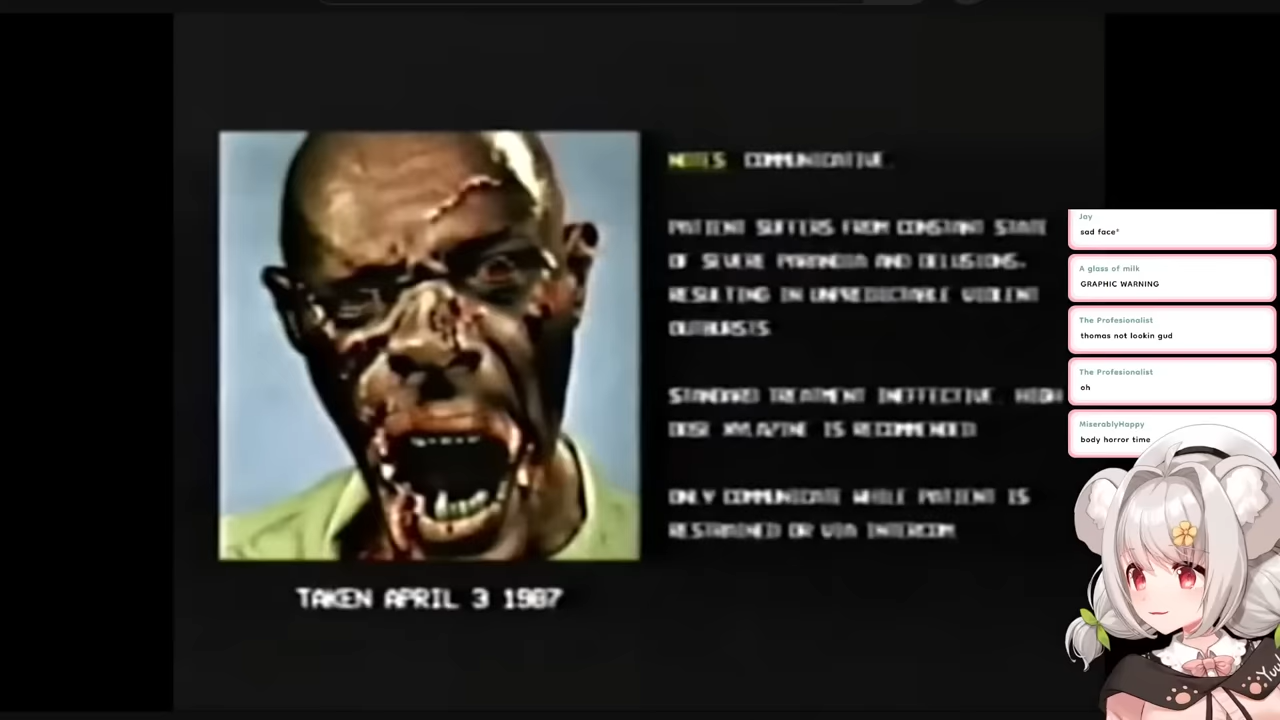 NOTES COMMUNICATIVE.
PATIENT SUFFERS FROM CONSTANT STATE
OF SEVERE PARANOIA AND DELUSIONS,
RESULTING IN UNPREDICTABLE VIOLENT
OUTBURSTS
STANDARD TREATMENT INEFFECTIVE. HIGH
DOSE XYLAZINE IS RECOMMENDED
ONLY COMMUNICATE WHILE PATIENT IS
RESTRAINED OR VIA INTERCOM
TAKEN APRIL 3 1987
Jay
sad face*
A glass of milk
GRAPHIC WARNING
The Profesionalist
thomas not lookin gud
The Profesionalist
oh
MiserablyHappy
body horror time